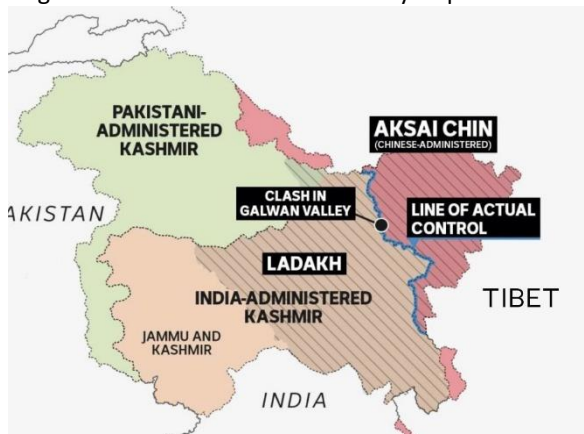 PAKISTANI-
ADMINISTERED
KASHMIR
AKSAI CHIN
(CHINESE-ADMINISTERED)
CLASH IN
GALWAN VALLEY
LINE OF ACTUAL
CONTROL
AKISTAN
LADAKH
INDIA-ADMINISTERED
KASHMIR
TIBET
JAMMU AND
KASHMIR
INDIA